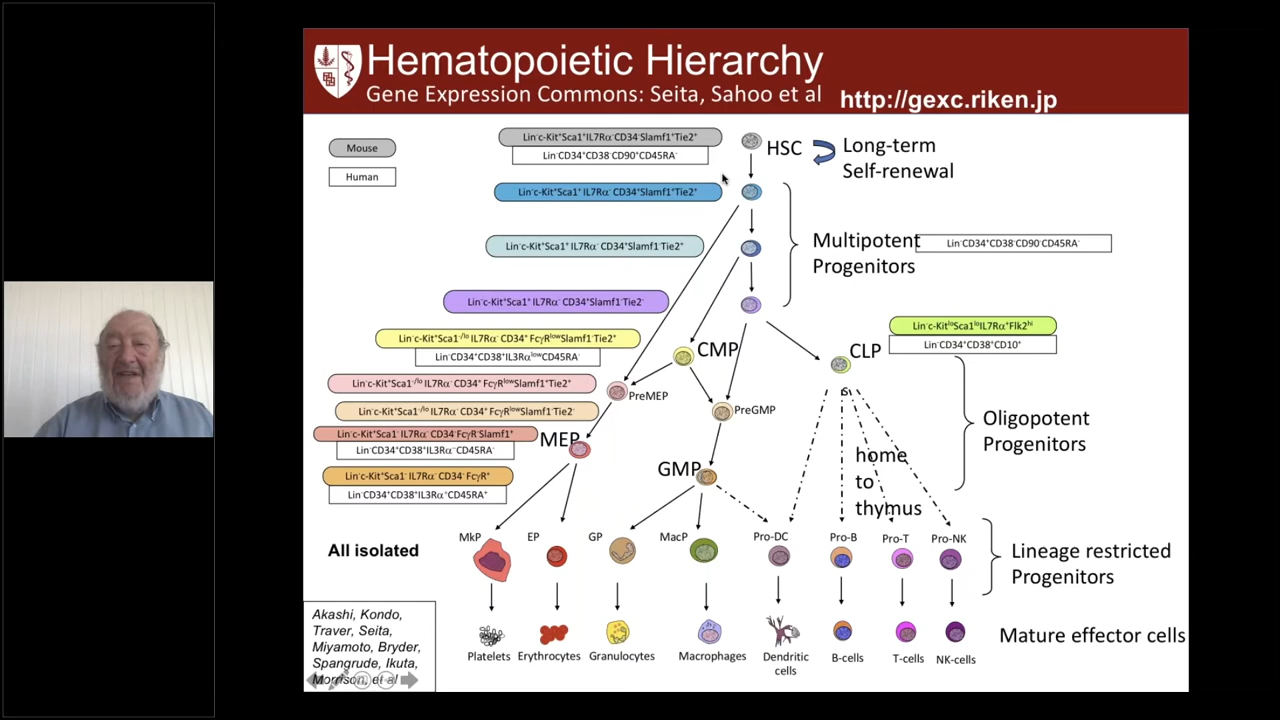 Hematopoietic Hierarchy
Gene Expression Commons: Seita, Sahoo et al http://gexc.riken.jp
Mouse
Human
Lin⁻c-Kit⁺Sca1⁺IL7Rα⁻CD34⁻Slamf1⁺Tie2⁺
Lin⁻CD34⁺CD38⁻CD90⁺CD45RA⁻
HSC
Long-term
Self-renewal
Lin⁻c-Kit⁺Sca1⁺ IL7Rα⁻ CD34⁺Slamf1⁺Tie2⁺
Lin⁻c-Kit⁺Sca1⁺ IL7Rα⁻ CD34⁺Slamf1⁻Tie2⁺
Multipotent
Progenitors
Lin⁻CD34⁺CD38⁻CD90⁻CD45RA⁻
Lin⁻c-Kit⁺Sca1⁺ IL7Rα⁻ CD34⁺Slamf1⁻Tie2⁻
Lin⁻c-Kit⁺Sca1⁻/ˡᵒ IL7Rα⁻ CD34⁺ FcγRˡᵒʷSlamf1⁻Tie2⁺
Lin⁻CD34⁺CD38⁺IL3RαˡᵒʷCD45RA⁻
CMP
Lin⁻c-KitˡᵒSca1ˡᵒIL7Rα⁺Flk2ʰⁱ
Lin⁻CD34⁺CD38⁺CD10⁺
CLP
Lin⁻c-Kit⁺Sca1⁻/ˡᵒ IL7Rα⁻ CD34⁺ FcγRˡᵒʷSlamf1⁺Tie2⁺
PreMEP
Lin⁻c-Kit⁺Sca1⁻/ˡᵒ IL7Rα⁻ CD34⁺ FcγRˡᵒʷSlamf1⁻Tie2⁻
PreGMP
Oligopotent
Progenitors
Lin⁻c-Kit⁺Sca1⁻ IL7Rα⁻ CD34⁻FcγR⁻Slamf1⁺
Lin⁻CD34⁺CD38⁺IL3Rα⁻CD45RA⁻
MEP
Lin⁻c-Kit⁺Sca1⁻ IL7Rα⁻ CD34⁻ FcγR⁺
Lin⁻CD34⁺CD38⁺IL3Rα⁺CD45RA⁺
GMP
home
to
thymus
All isolated
MkP EP GP MacP Pro-DC Pro-B Pro-T Pro-NK
Lineage restricted
Progenitors
Platelets Erythrocytes Granulocytes Macrophages Dendritic cells B-cells T-cells NK-cells
Mature effector cells
Akashi, Kondo,
Traver, Seita,
Miyamoto, Bryder,
Spangrude, Ikuta,
Morrison, et al